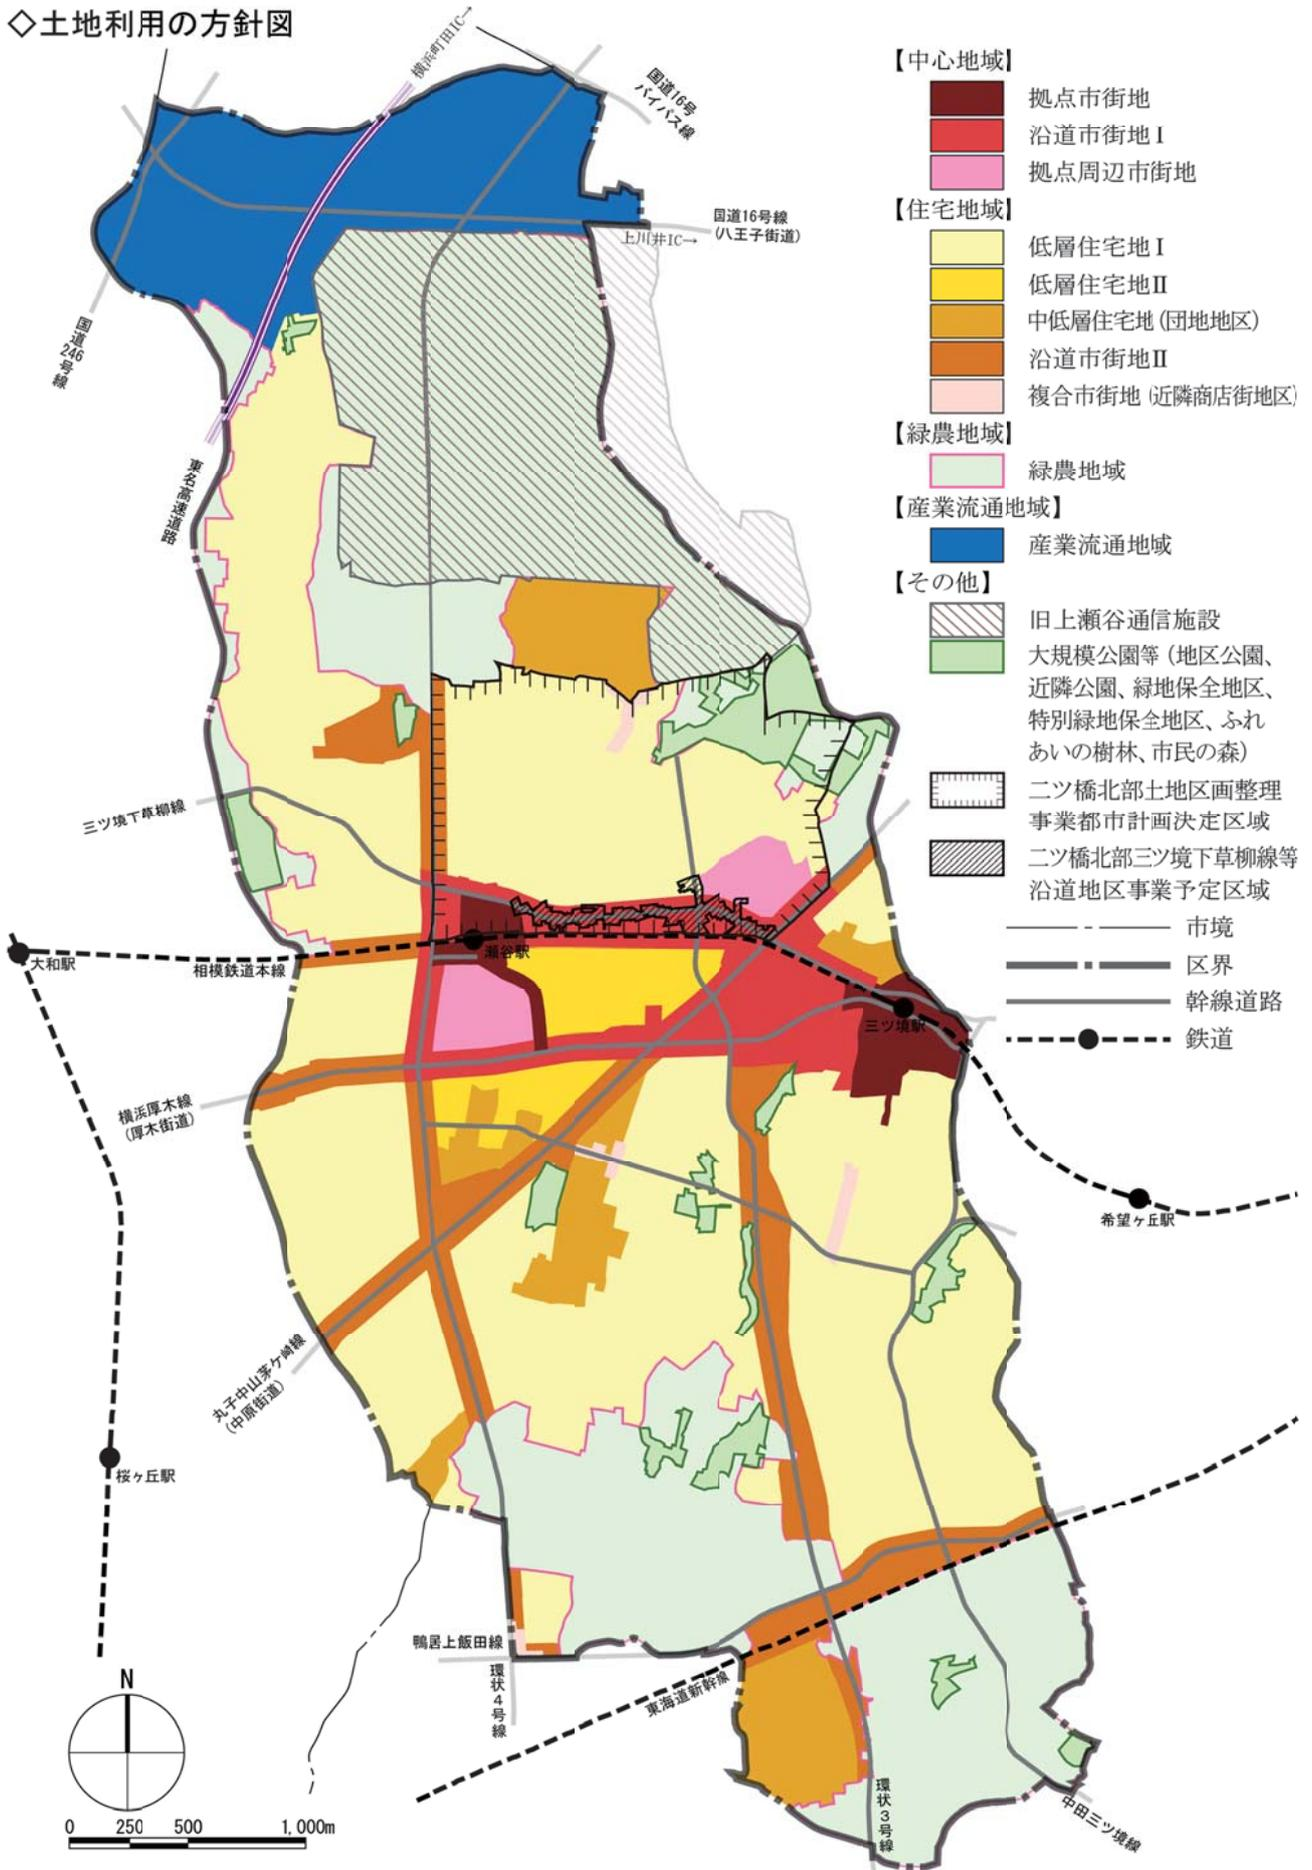 ◇土地利用の方針図
横浜町田IC→
国道16号
バイパス線
国道16号線
(八王子街道)
上川井IC→
国道246号線
東名高速道路
三ツ境下草柳線
大和駅
相模鉄道本線
瀬谷駅
三ツ境駅
横浜厚木線
(厚木街道)
希望ヶ丘駅
丸子中山茅ケ崎線
(中原街道)
桜ヶ丘駅
鴨居上飯田線
環状4号線
東海道新幹線
環状3号線
中田三ツ境線
N
0 250 500 1,000m
【中心地域】
拠点市街地
沿道市街地Ⅰ
拠点周辺市街地
【住宅地域】
低層住宅地Ⅰ
低層住宅地Ⅱ
中低層住宅地(団地地区)
沿道市街地Ⅱ
複合市街地(近隣商店街地区)
【緑農地域】
緑農地域
【産業流通地域】
産業流通地域
【その他】
旧上瀬谷通信施設
大規模公園等(地区公園、
近隣公園、緑地保全地区、
特別緑地保全地区、ふれ
あいの樹林、市民の森)
二ツ橋北部土地区画整理
事業都市計画決定区域
二ツ橋北部三ツ境下草柳線等
沿道地区事業予定区域
市境
区界
幹線道路
鉄道